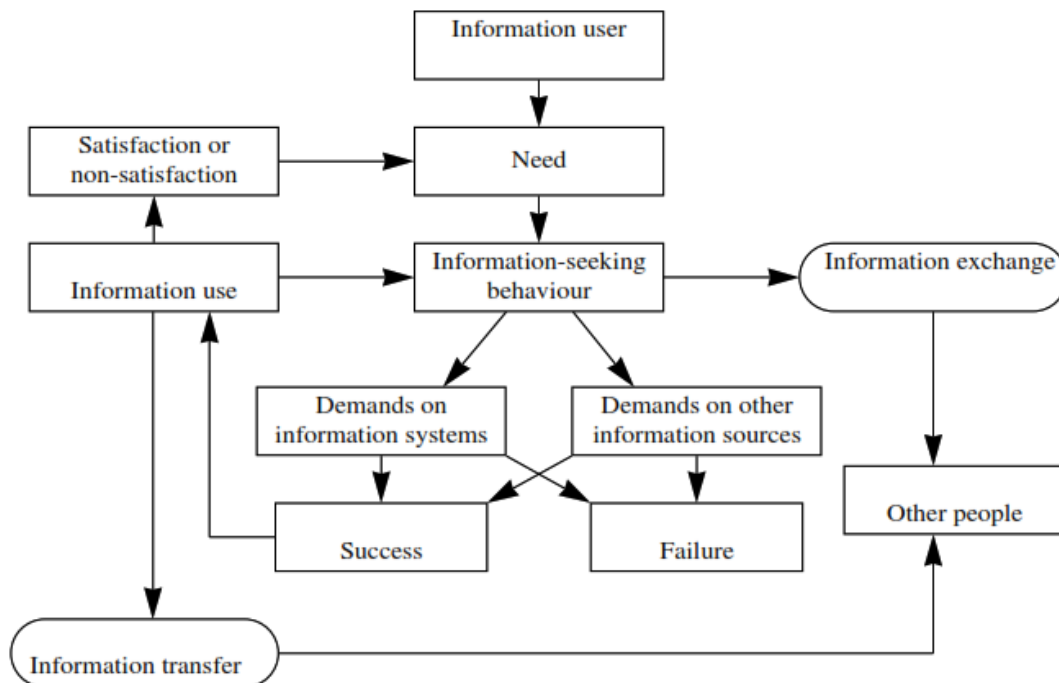 Information user
Satisfaction or
non-satisfaction
Need
Information use
Information-seeking
behaviour
Information exchange
Demands on
information systems
Demands on other
information sources
Success
Failure
Other people
Information transfer